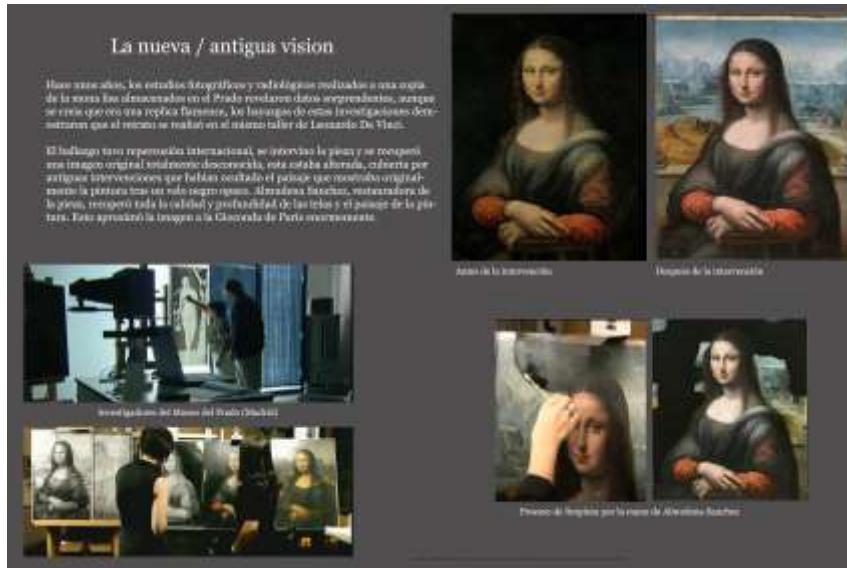 La nueva / antigua vision
Hace unos años, los estudios fotográficos y radiológicos realizados a una copia
de la mona lisa almacenados en el Prado revelaron datos sorprendentes, aunque
se creia que era una replica flamenca, los hayazgos de estas investigaciones dem-
ostraron que el retrato se realizó en el mismo taller de Leonardo Da Vinci.
El hallazgo tuvo repercusión internacional, se intervino la pieza y se recuperó
una imagen original totalmente desconocida, esta estaba alterada, cubierta por
antiguas intervenciones que habian ocultado el paisaje que mostraba original-
mente la pintura tras un velo negro opaco. Almudena Sanchez, restauradora de
la pieza, recuperó toda la calidad y profundidad de las telas y el paisaje de la pin-
tura. Esto aproximó la imagen a la Gioconda de Paris enormemente
Antes de la intervención
Después de la intervención
Investigadores del Museo del Prado (Madrid)
Proceso de limpieza por la mano de Almudena Sanchez